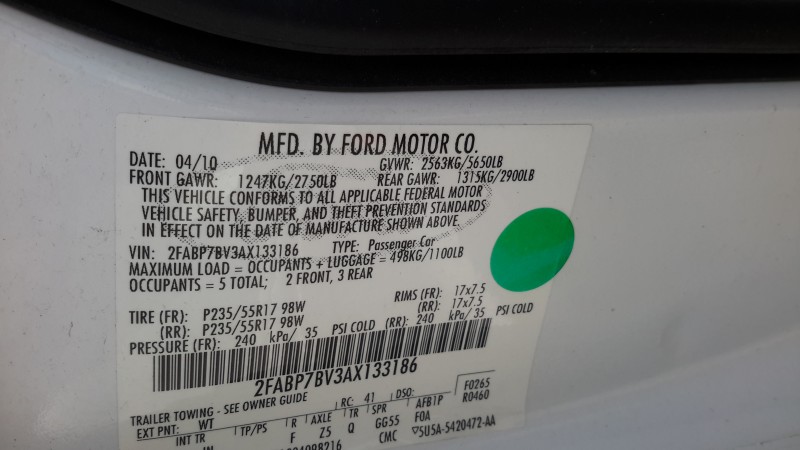 MFD. BY FORD MOTOR CO.
DATE: 04/10 GVWR: 2563KG/5650LB
FRONT GAWR: 1247KG/2750LB REAR GAWR: 1315KG/2900LB
THIS VEHICLE CONFORMS TO ALL APPLICABLE FEDERAL MOTOR
VEHICLE SAFETY, BUMPER, AND THEFT PREVENTION STANDARDS
IN EFFECT ON THE DATE OF MANUFACTURE SHOWN ABOVE.
VIN: 2FABP7BV3AX133186 TYPE: Passenger Car
MAXIMUM LOAD = OCCUPANTS + LUGGAGE = 498KG/1100LB
OCCUPANTS = 5 TOTAL; 2 FRONT, 3 REAR
TIRE (FR): P235/55R17 98W RIMS (FR): 17x7.5
(RR): P235/55R17 98W (RR): 17x7.5
PRESSURE (FR): 240 kPa/ 35 PSI COLD (RR): 240 kPa/ 35 PSI COLD
2FABP7BV3AX133186
TRAILER TOWING - SEE OWNER GUIDE RC: 41 DSO: F0265
EXT PNT: WT AFB1P R0460
INT TR TP/PS R AXLE TR SPR F0A
F Z5 Q GG55
CMC 5U5A-5420472-AA